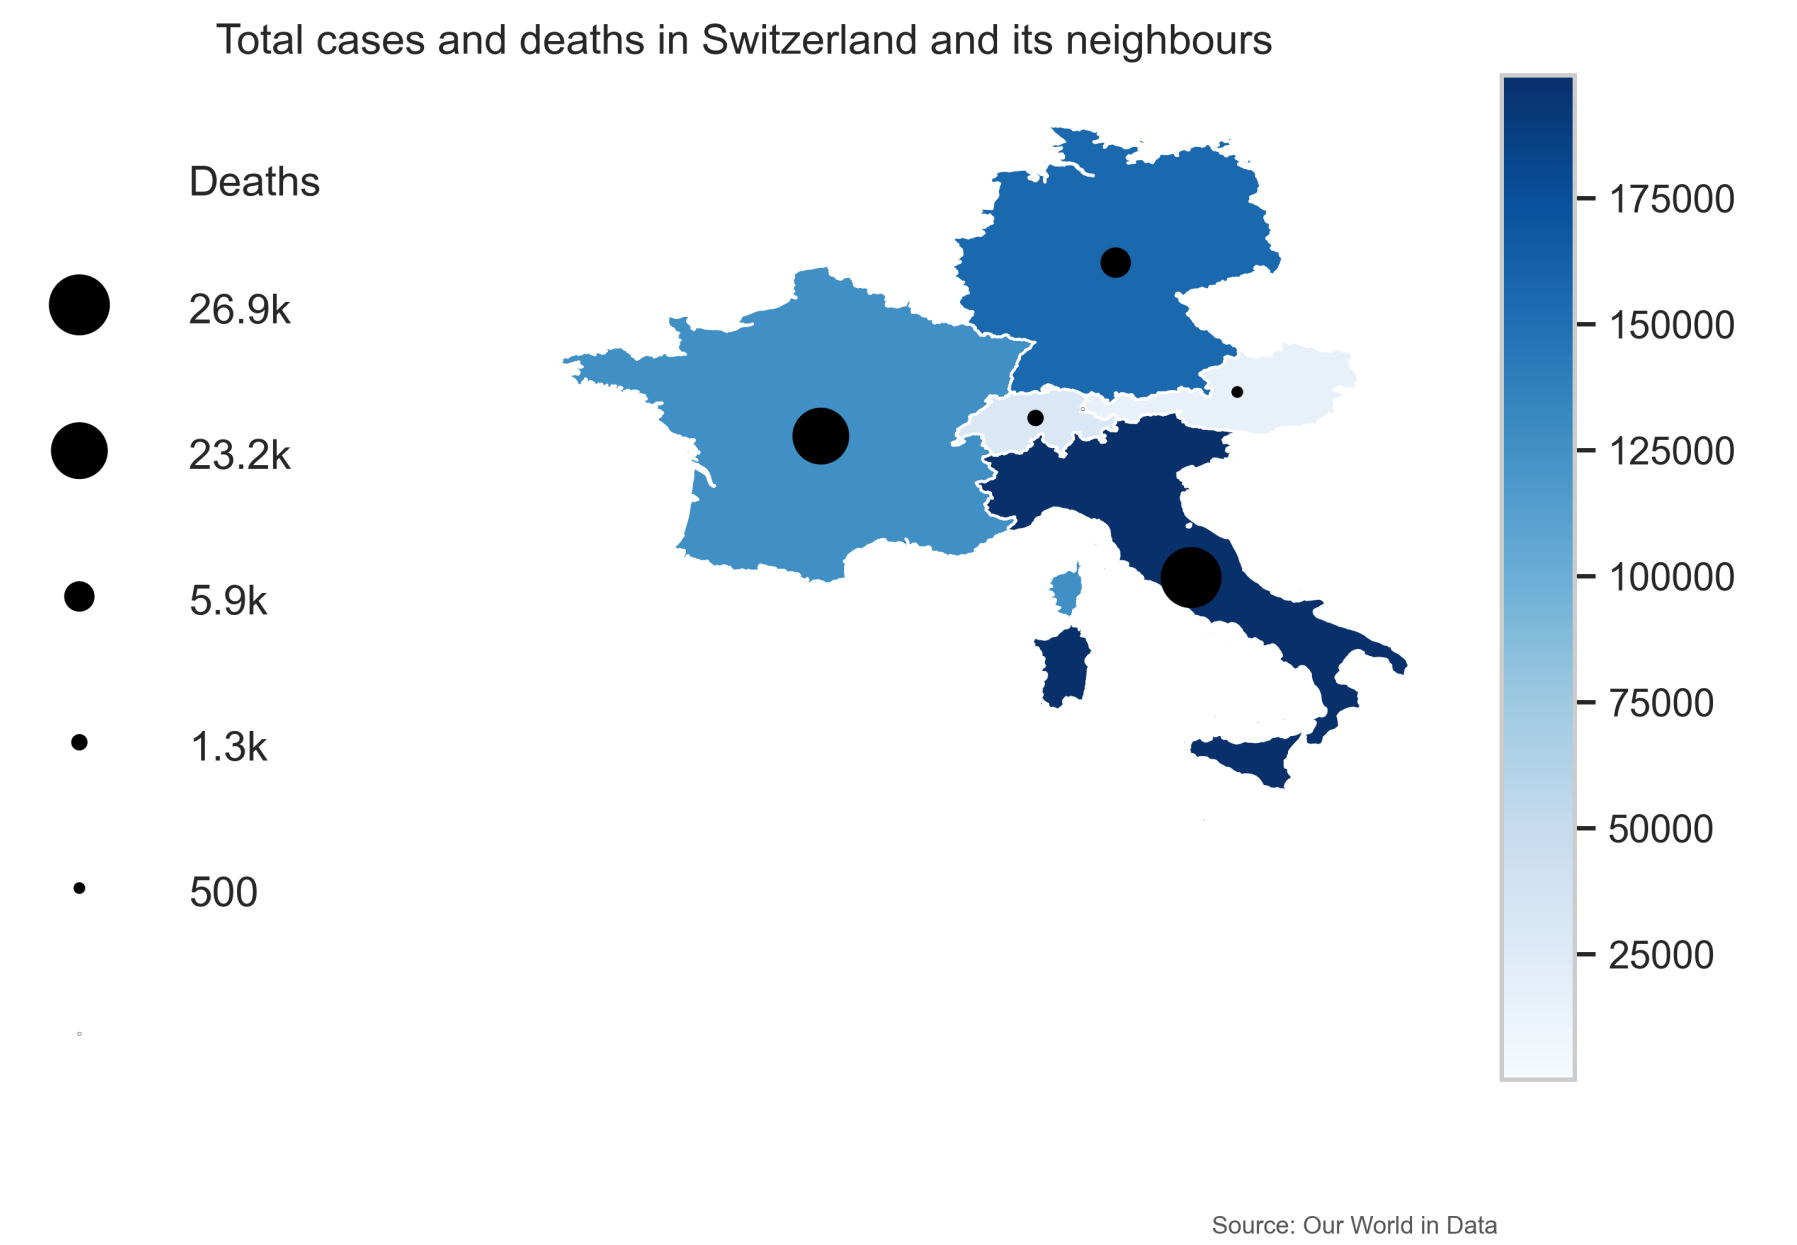 Total cases and deaths in Switzerland and its neighbours
Deaths
26.9k
23.2k
5.9k
1.3k
500
175000
150000
125000
100000
75000
50000
25000
Source: Our World in Data